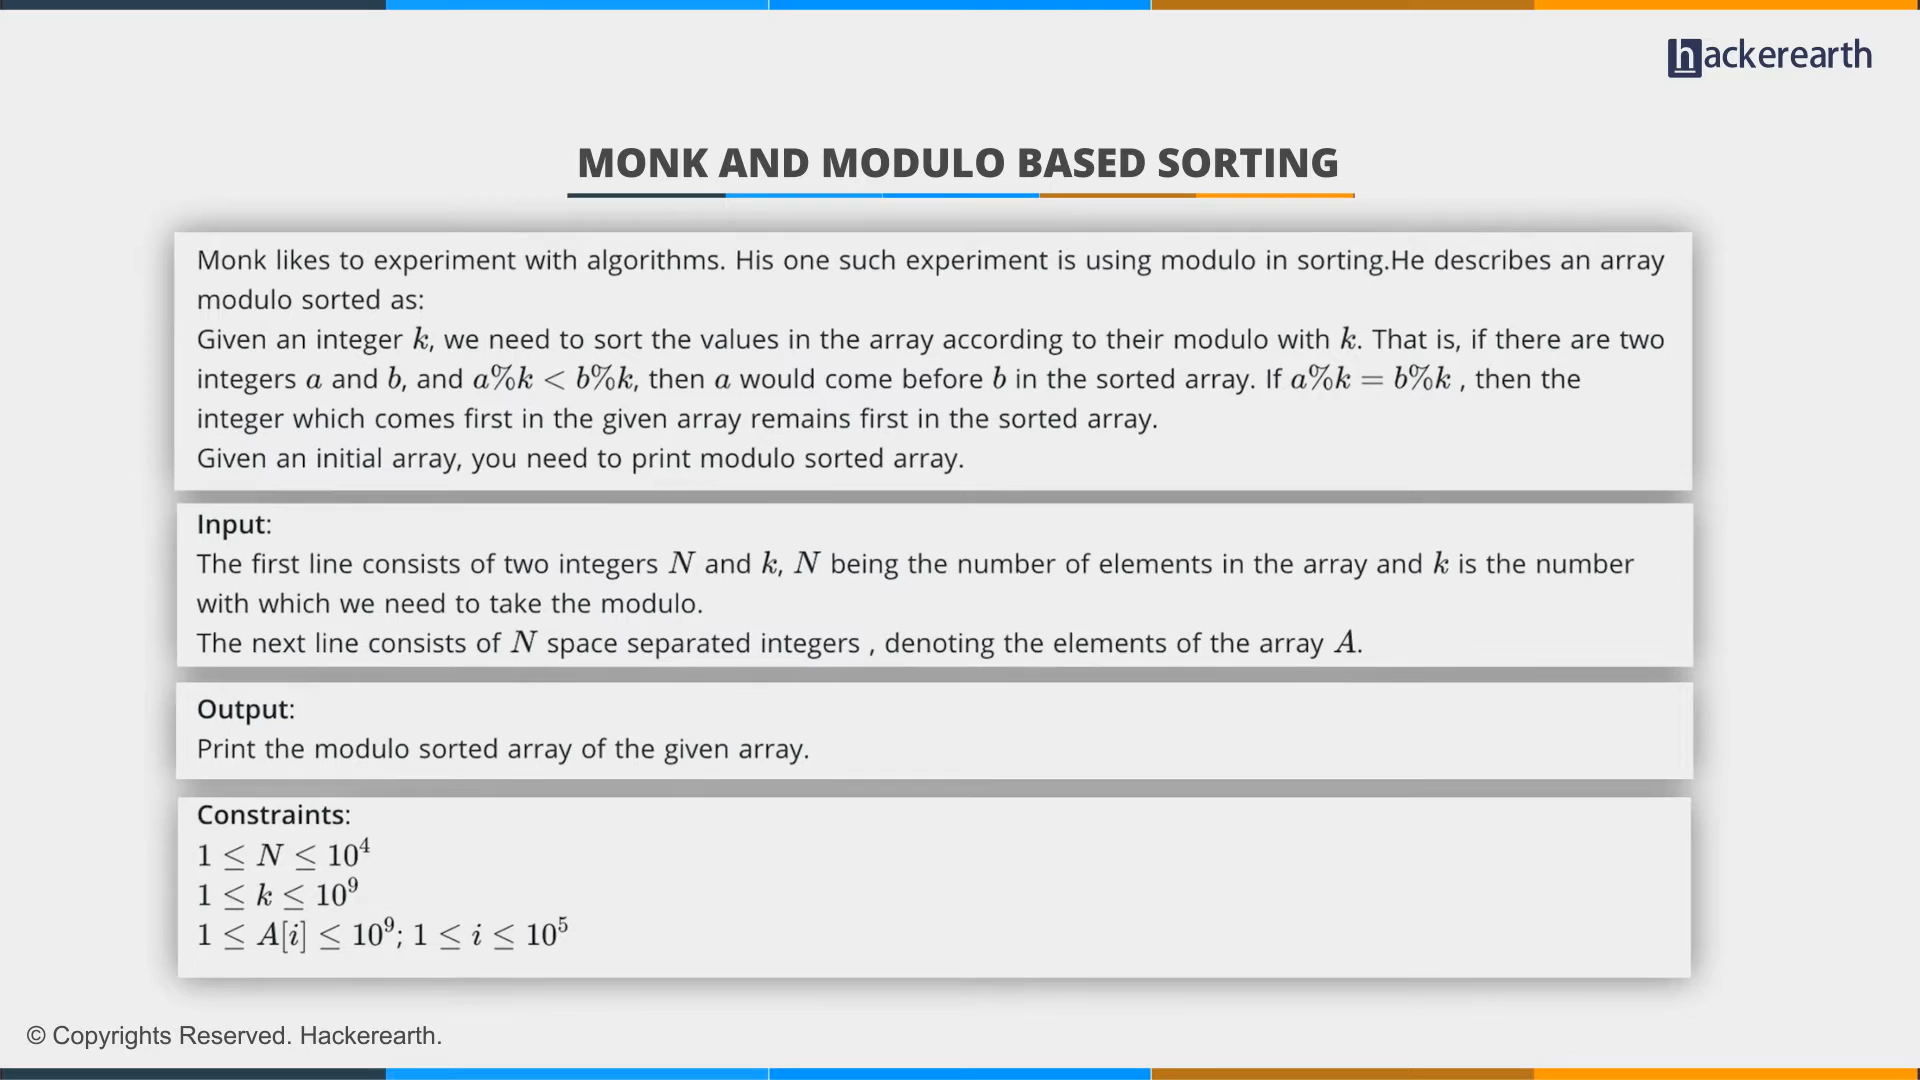 hackerearth
MONK AND MODULO BASED SORTING
Monk likes to experiment with algorithms. His one such experiment is using modulo in sorting.He describes an array
modulo sorted as:
Given an integer k, we need to sort the values in the array according to their modulo with k. That is, if there are two
integers a and b, and a%k < b%k, then a would come before b in the sorted array. If a%k = b%k , then the
integer which comes first in the given array remains first in the sorted array.
Given an initial array, you need to print modulo sorted array.
Input:
The first line consists of two integers N and k, N being the number of elements in the array and k is the number
with which we need to take the modulo.
The next line consists of N space separated integers , denoting the elements of the array A.
Output:
Print the modulo sorted array of the given array.
Constraints:
1 ≤ N ≤ 10⁴
1 ≤ k ≤ 10⁹
1 ≤ A[i] ≤ 10⁹; 1 ≤ i ≤ 10⁵
© Copyrights Reserved. Hackerearth.